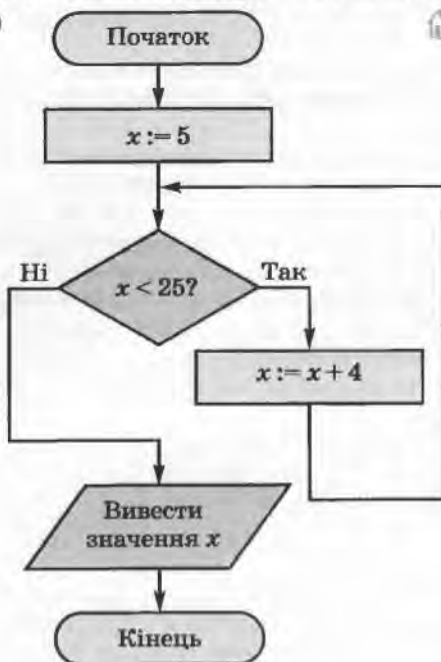 Початок
x := 5
x < 25?
Ні
Так
x := x + 4
Вивести
значення x
Кінець